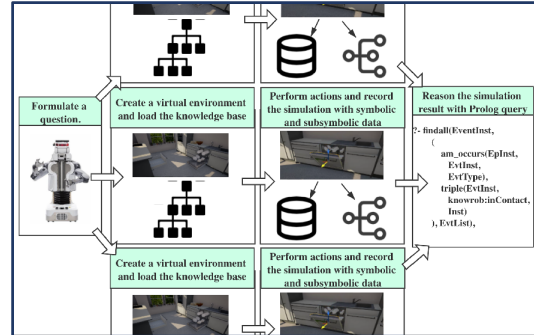 Formulate a
question.
Create a virtual environment
and load the knowledge base
Perform actions and record
the simulation with symbolic
and subsymbolic data
Create a virtual environment
and load the knowledge base
Perform actions and record
the simulation with symbolic
and subsymbolic data
Reason the simulation
result with Prolog query
?- findall(EventInst,
(
am_occurs(EpInst,
EvtInst,
EvtType),
triple(EvtInst,
knowrob:inContact,
Inst)
), EvtList),